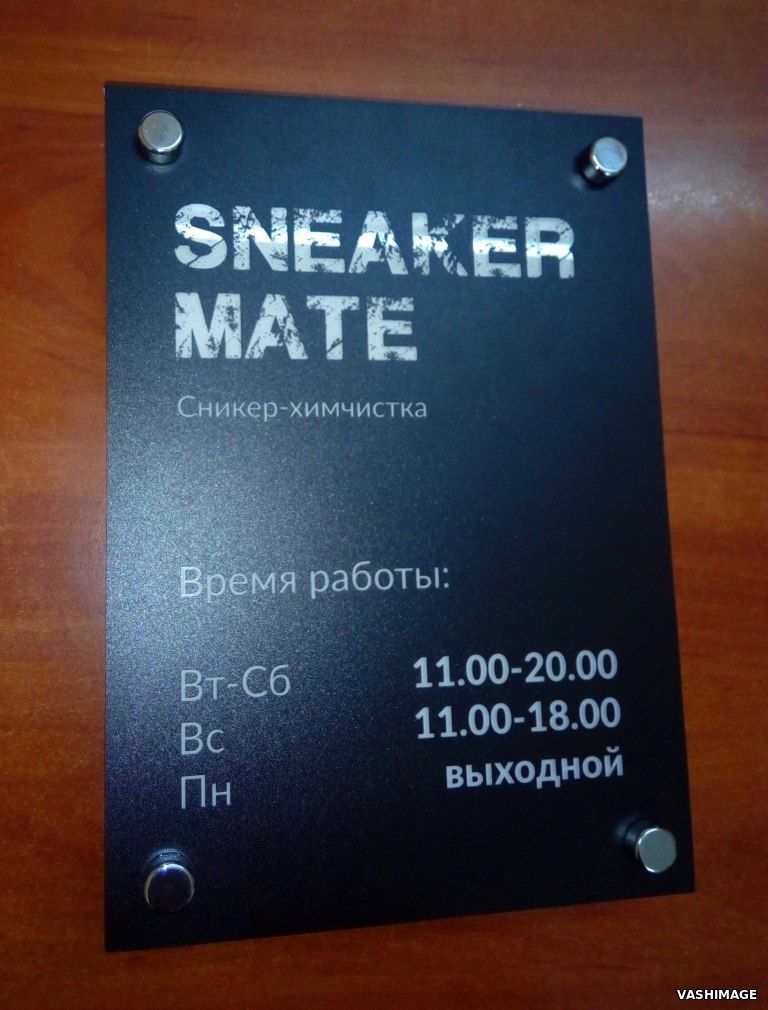 SNEAKER
MATE
Сникер-химчистка
Время работы:
Вт-Сб 11.00-20.00
Вс 11.00-18.00
Пн выходной
VASHIMAGE